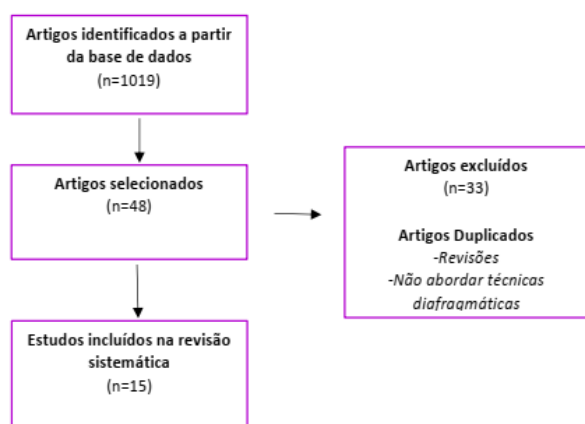 Artigos identificados a partir
da base de dados
(n=1019)
Artigos selecionados
(n=48)
Artigos excluídos
(n=33)
Artigos Duplicados
-Revisões
-Não abordar técnicas
diafragmáticas
Estudos incluídos na revisão
sistemática
(n=15)